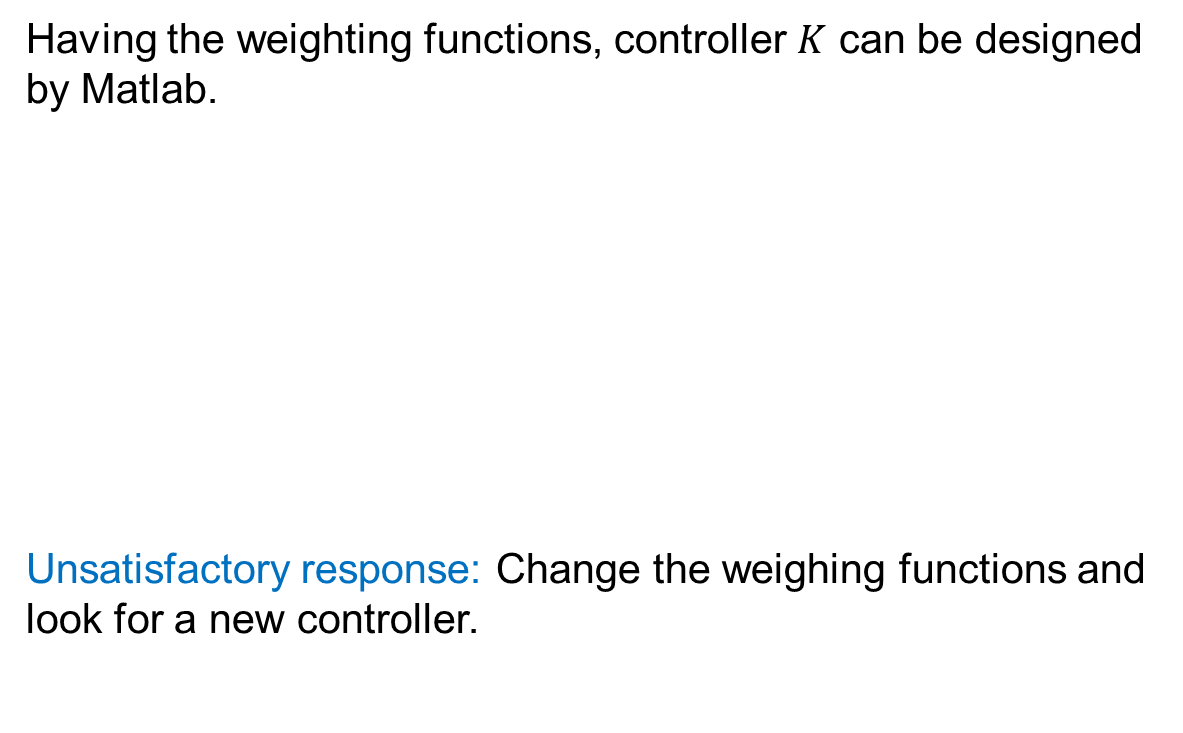 Having the weighting functions, controller K can be designed
by Matlab.
Unsatisfactory response: Change the weighing functions and
look for a new controller.